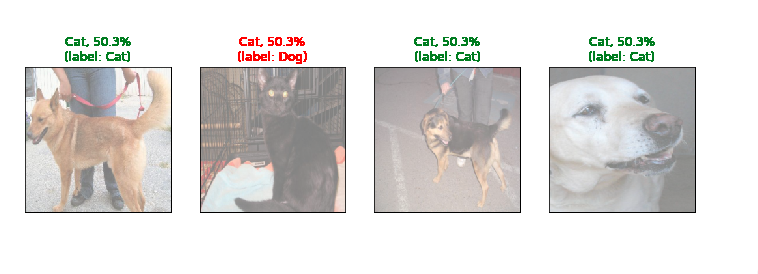 Cat, 50.3%
(label: Cat)
Cat, 50.3%
(label: Dog)
Cat, 50.3%
(label: Cat)
Cat, 50.3%
(label: Cat)